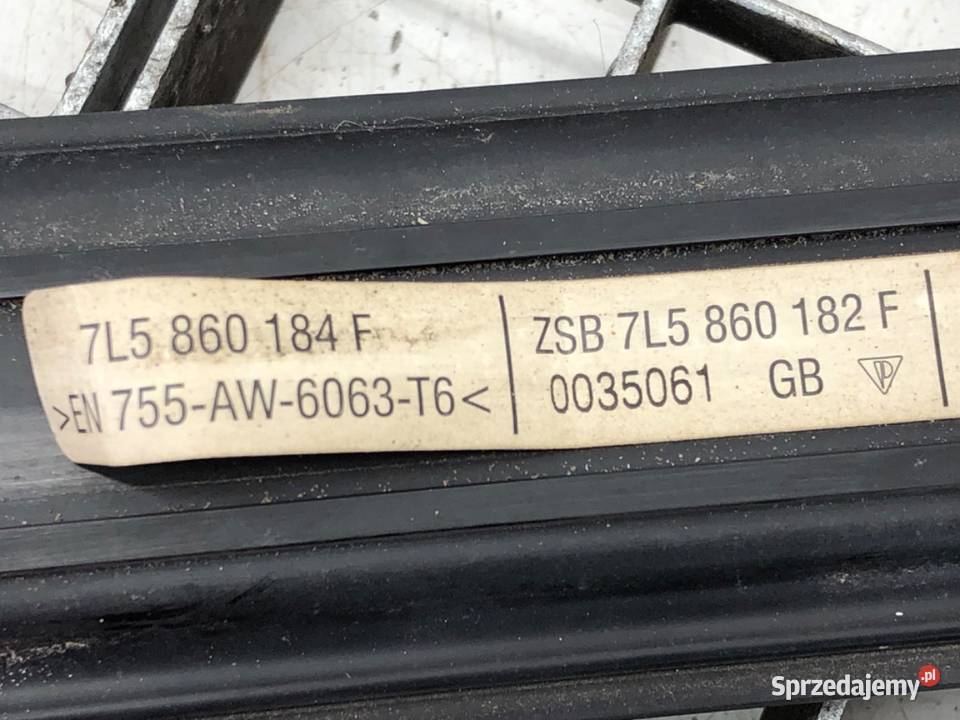 7L5 860 184 F
>EN 755-AW-6063-T6<
ZSB 7L5 860 182 F
0035061 GB
Sprzedajemy.pl